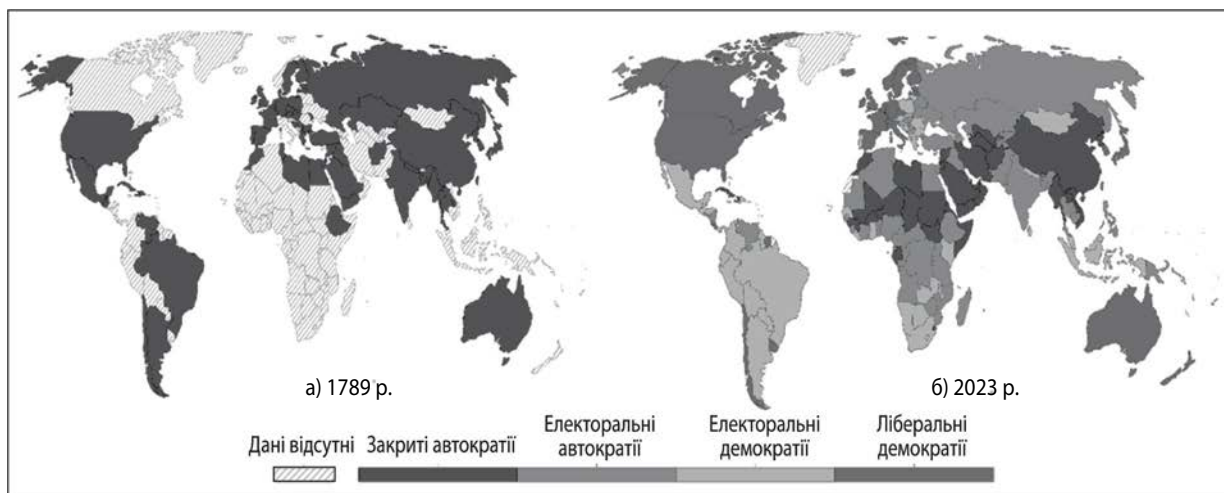 а) 1789 р.
б) 2023 р.
Дані відсутні
Закриті автократії
Електоральні
автократії
Електоральні
демократії
Ліберальні
демократії